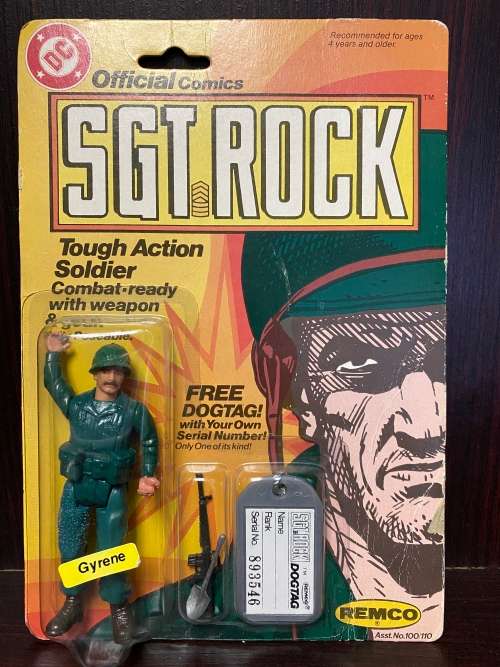 DC
Recommended for ages
4 years and older
Official Comics
SGT. ROCK
TM
Tough Action
Soldier
Combat-ready
with weapon
&
Poseable.
FREE
DOGTAG!
with Your Own
Serial Number!
Only One of its kind!
Gyrene
SGT. ROCK
DOGTAG
REMCO
Name
Rank
Serial No. 893546
REMCO
Asst. No. 100/110